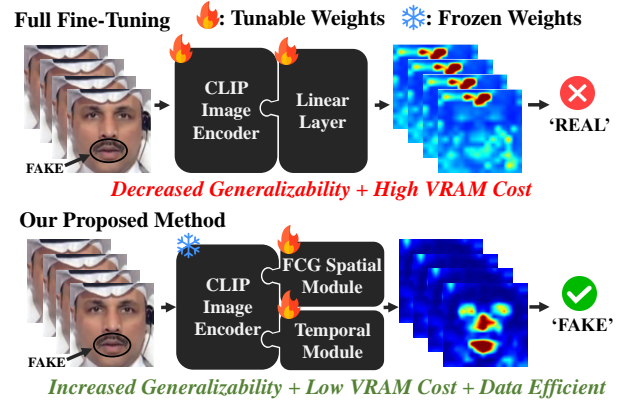 Full Fine-Tuning
: Tunable Weights
: Frozen Weights
FAKE
CLIP
Image
Encoder
Linear
Layer
'REAL'
Decreased Generalizability + High VRAM Cost
Our Proposed Method
FAKE
CLIP
Image
Encoder
FCG Spatial
Module
Temporal
Module
'FAKE'
Increased Generalizability + Low VRAM Cost + Data Efficient